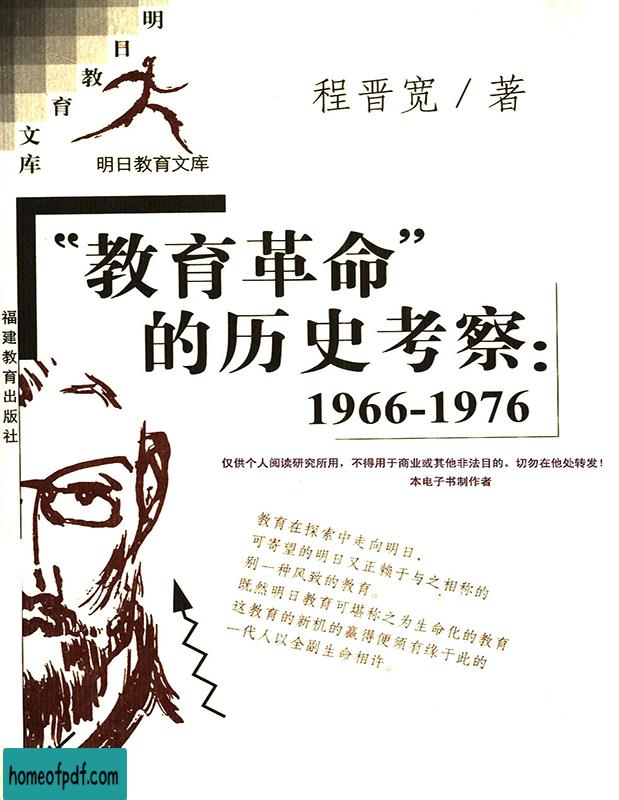 明日教育文库
明日教育文库
程晋宽/著
“教育革命”
的历史考察：
1966-1976
福建教育出版社
仅供个人阅读研究所用，不得用于商业或其他非法目的。切勿在他处转发！
本电子书制作者
教育在探索中走向明日，
可寄望的明日又正赖于与之相称的
别一种风致的教育。
既然明日教育可堪称之为生命化的教育
这教育的新机的赢得便须有缘于此的
一代人以全副生命相许。
homeofpdf.com